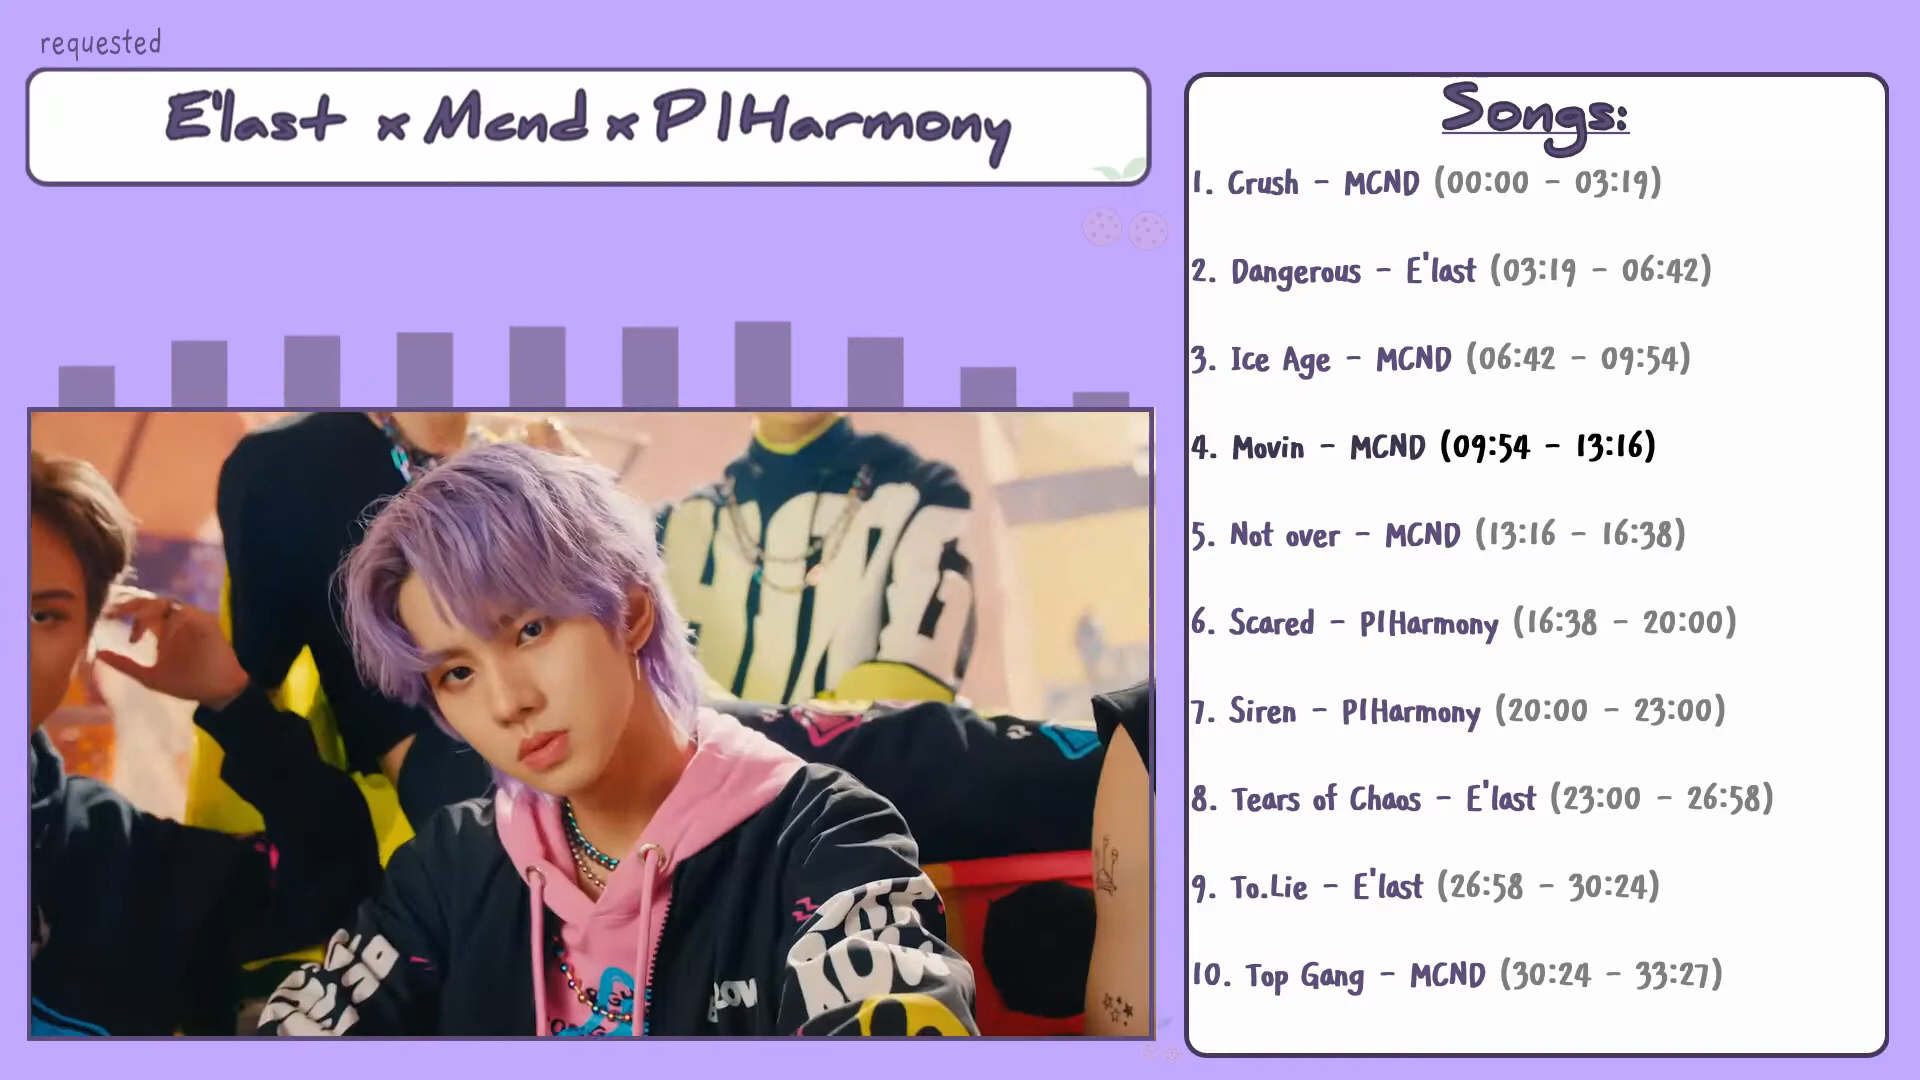 requested
E'last x Mcnd x P1Harmony
Songs:
1. Crush - MCND (00:00 - 03:19)
2. Dangerous - E'last (03:19 - 06:42)
3. Ice Age - MCND (06:42 - 09:54)
4. Movin - MCND (09:54 - 13:16)
5. Not over - MCND (13:16 - 16:38)
6. Scared - P1Harmony (16:38 - 20:00)
7. Siren - P1Harmony (20:00 - 23:00)
8. Tears of Chaos - E'last (23:00 - 26:58)
9. To.Lie - E'last (26:58 - 30:24)
10. Top Gang - MCND (30:24 - 33:27)